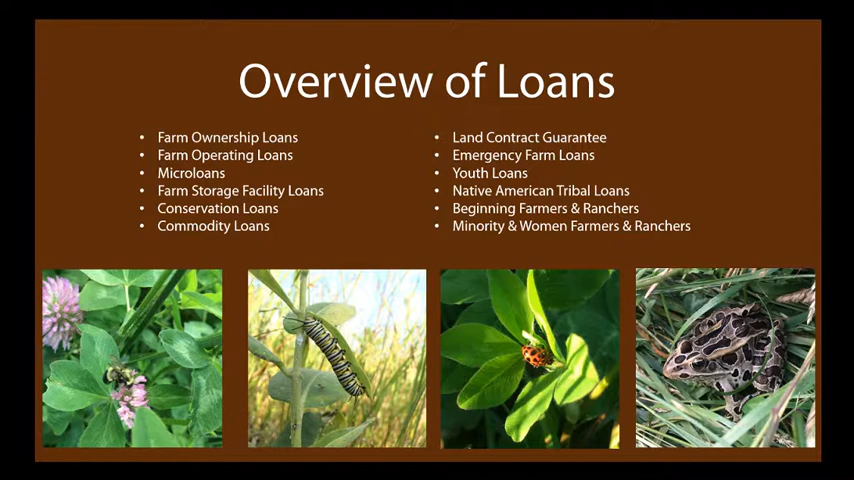 Overview of Loans
• Farm Ownership Loans
• Farm Operating Loans
• Microloans
• Farm Storage Facility Loans
• Conservation Loans
• Commodity Loans
• Land Contract Guarantee
• Emergency Farm Loans
• Youth Loans
• Native American Tribal Loans
• Beginning Farmers & Ranchers
• Minority & Women Farmers & Ranchers